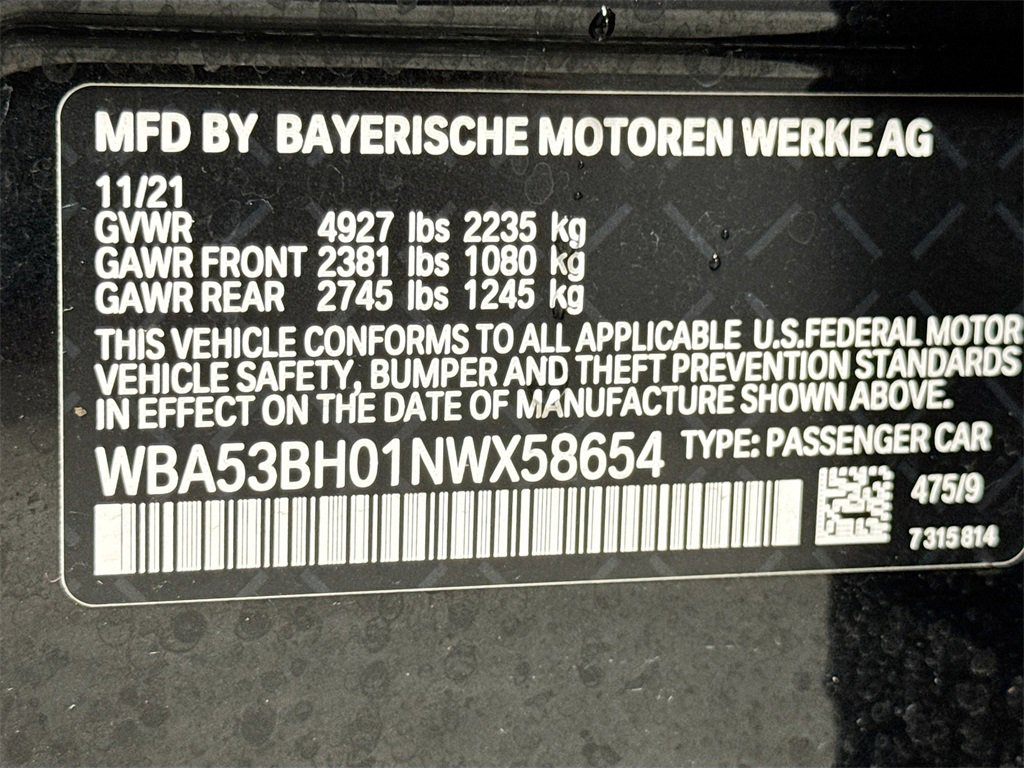 MFD BY BAYERISCHE MOTOREN WERKE AG
11/21
GVWR 4927 lbs 2235 kg
GAWR FRONT 2381 lbs 1080 kg
GAWR REAR 2745 lbs 1245 kg
THIS VEHICLE CONFORMS TO ALL APPLICABLE U.S.FEDERAL MOTOR
VEHICLE SAFETY, BUMPER AND THEFT PREVENTION STANDARDS
IN EFFECT ON THE DATE OF MANUFACTURE SHOWN ABOVE.
WBA53BH01NWX58654 TYPE: PASSENGER CAR
475/9
7315814